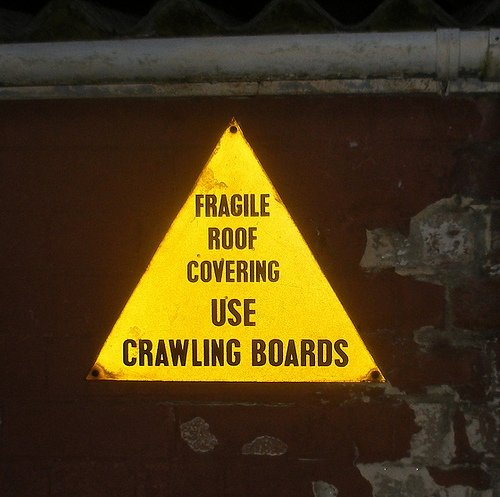 FRAGILE
ROOF
COVERING
USE
CRAWLING BOARDS